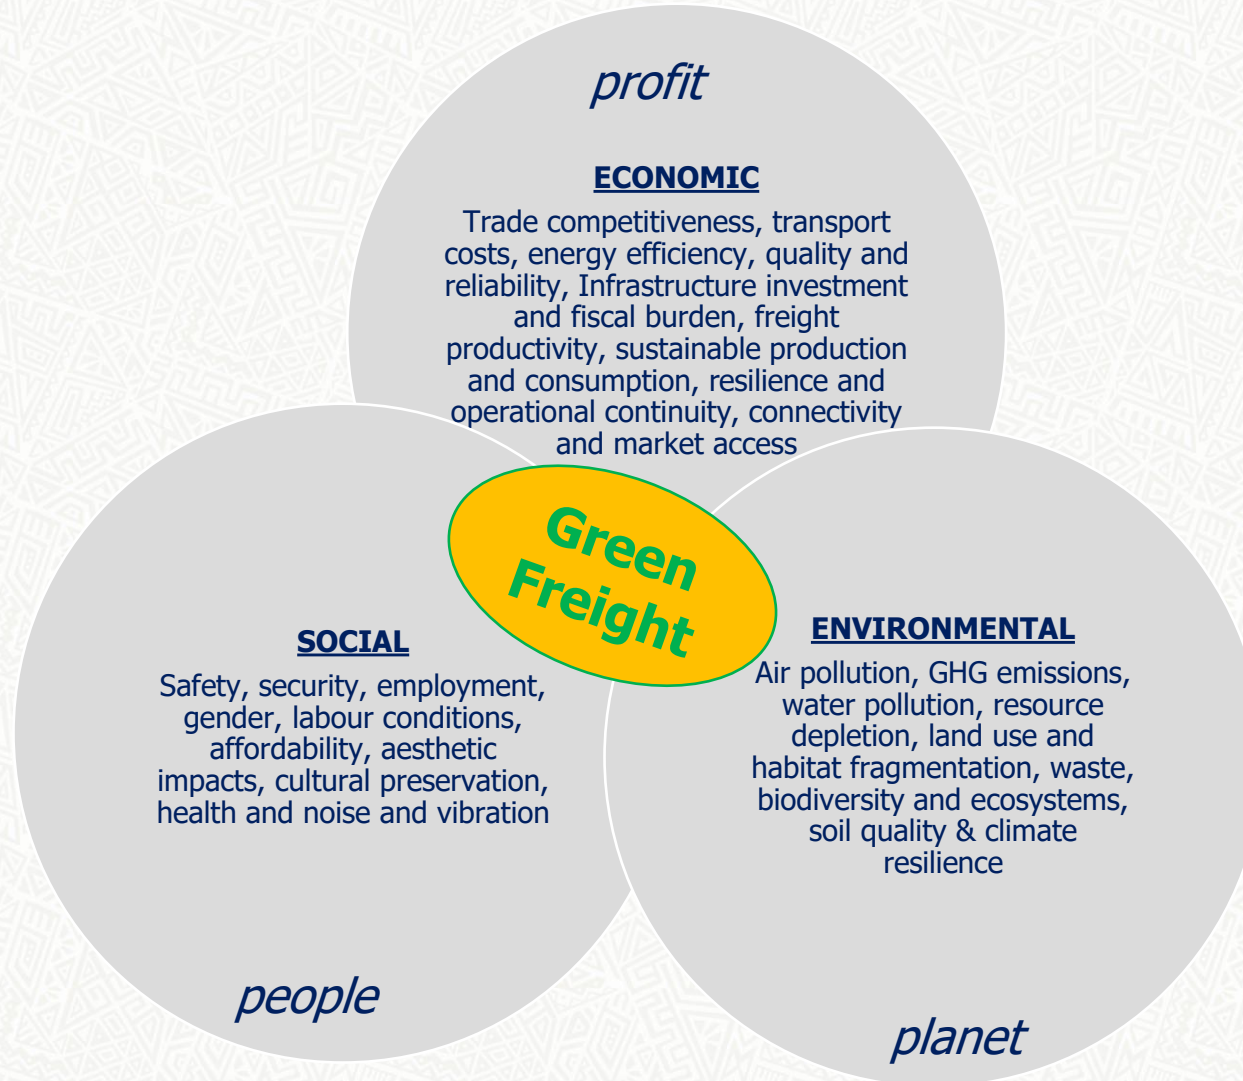 profit
ECONOMIC
Trade competitiveness, transport
costs, energy efficiency, quality and
reliability, Infrastructure investment
and fiscal burden, freight
productivity, sustainable production
and consumption, resilience and
operational continuity, connectivity
and market access
Green
Freight
SOCIAL
Safety, security, employment,
gender, labour conditions,
affordability, aesthetic
impacts, cultural preservation,
health and noise and vibration
people
ENVIRONMENTAL
Air pollution, GHG emissions,
water pollution, resource
depletion, land use and
habitat fragmentation, waste,
biodiversity and ecosystems,
soil quality & climate
resilience
planet